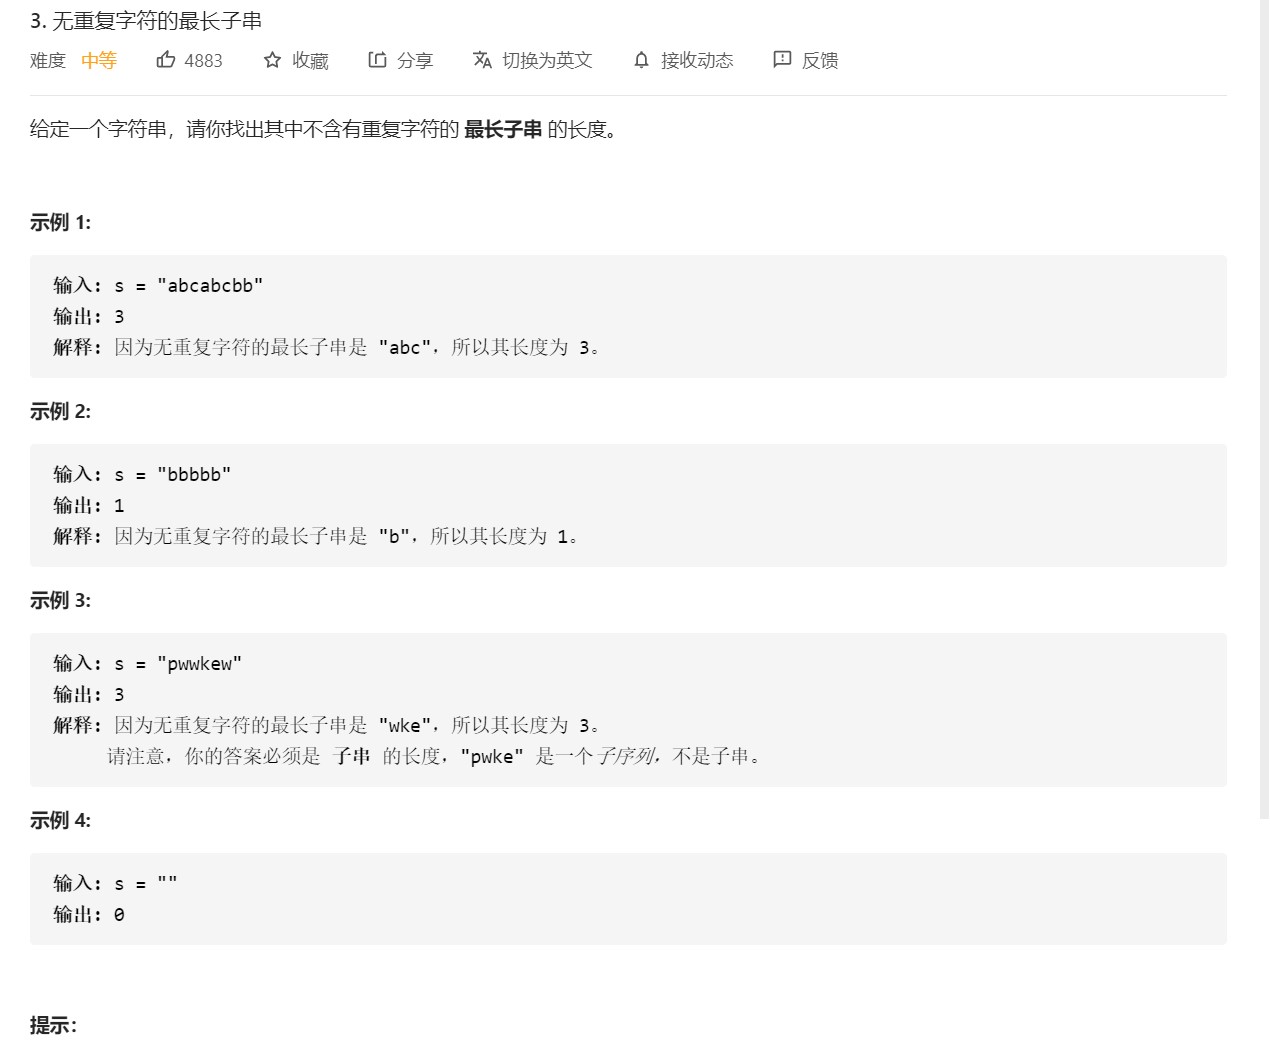 3. 无重复字符的最长子串
难度 中等 4883 收藏 分享 切换为英文 接收动态 反馈
给定一个字符串，请你找出其中不含有重复字符的 最长子串 的长度。
示例 1:
输入: s = "abcabcbb"
输出: 3
解释: 因为无重复字符的最长子串是 "abc"，所以其长度为 3。
示例 2:
输入: s = "bbbbb"
输出: 1
解释: 因为无重复字符的最长子串是 "b"，所以其长度为 1。
示例 3:
输入: s = "pwwkew"
输出: 3
解释: 因为无重复字符的最长子串是 "wke"，所以其长度为 3。
请注意，你的答案必须是 子串 的长度，"pwke" 是一个子序列，不是子串。
示例 4:
输入: s = ""
输出: 0
提示：